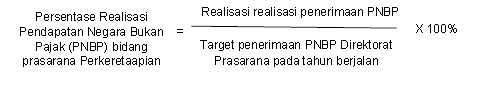 Persentase Realisasi
Pendapatan Negara Bukan
Pajak (PNBP) bidang
prasarana Perkeretaapian
=
Realisasi realisasi penerimaan PNBP
Target penerimaan PNBP Direktorat
Prasarana pada tahun berjalan
X 100%